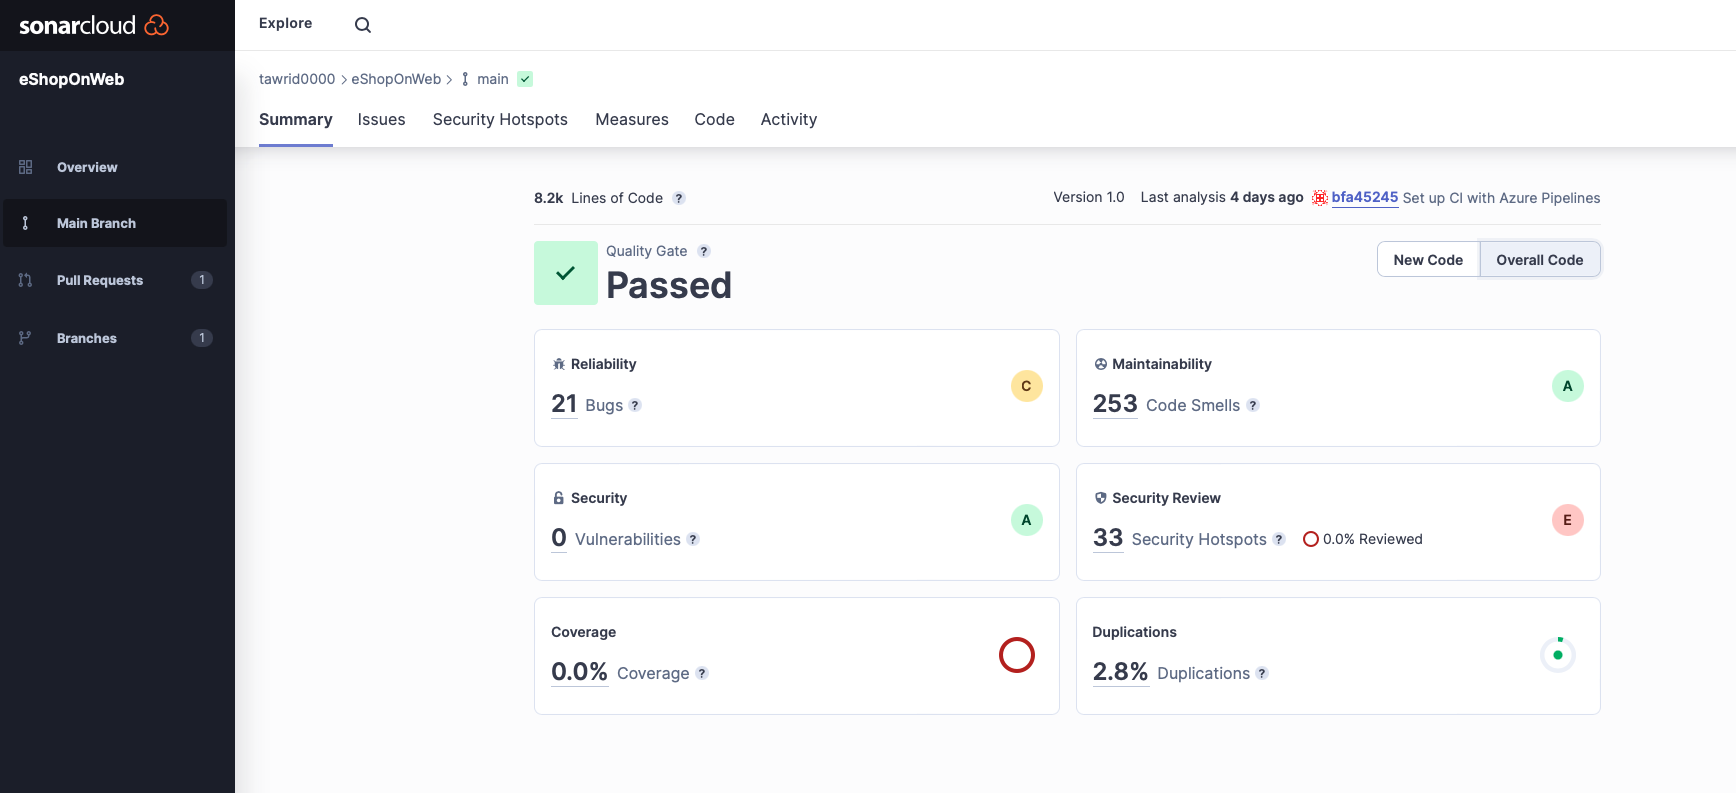 sonarcloud
Explore
eShopOnWeb
tawrid0000 > eShopOnWeb > main
Summary Issues Security Hotspots Measures Code Activity
Overview
Main Branch
Pull Requests 1
Branches 1
8.2k Lines of Code ?
Version 1.0 Last analysis 4 days ago bfa45245 Set up CI with Azure Pipelines
Quality Gate ?
Passed
New Code Overall Code
Reliability
21 Bugs ?
C
Maintainability
253 Code Smells ?
A
Security
0 Vulnerabilities ?
A
Security Review
33 Security Hotspots ? 0.0% Reviewed
E
Coverage
0.0% Coverage ?
Duplications
2.8% Duplications ?